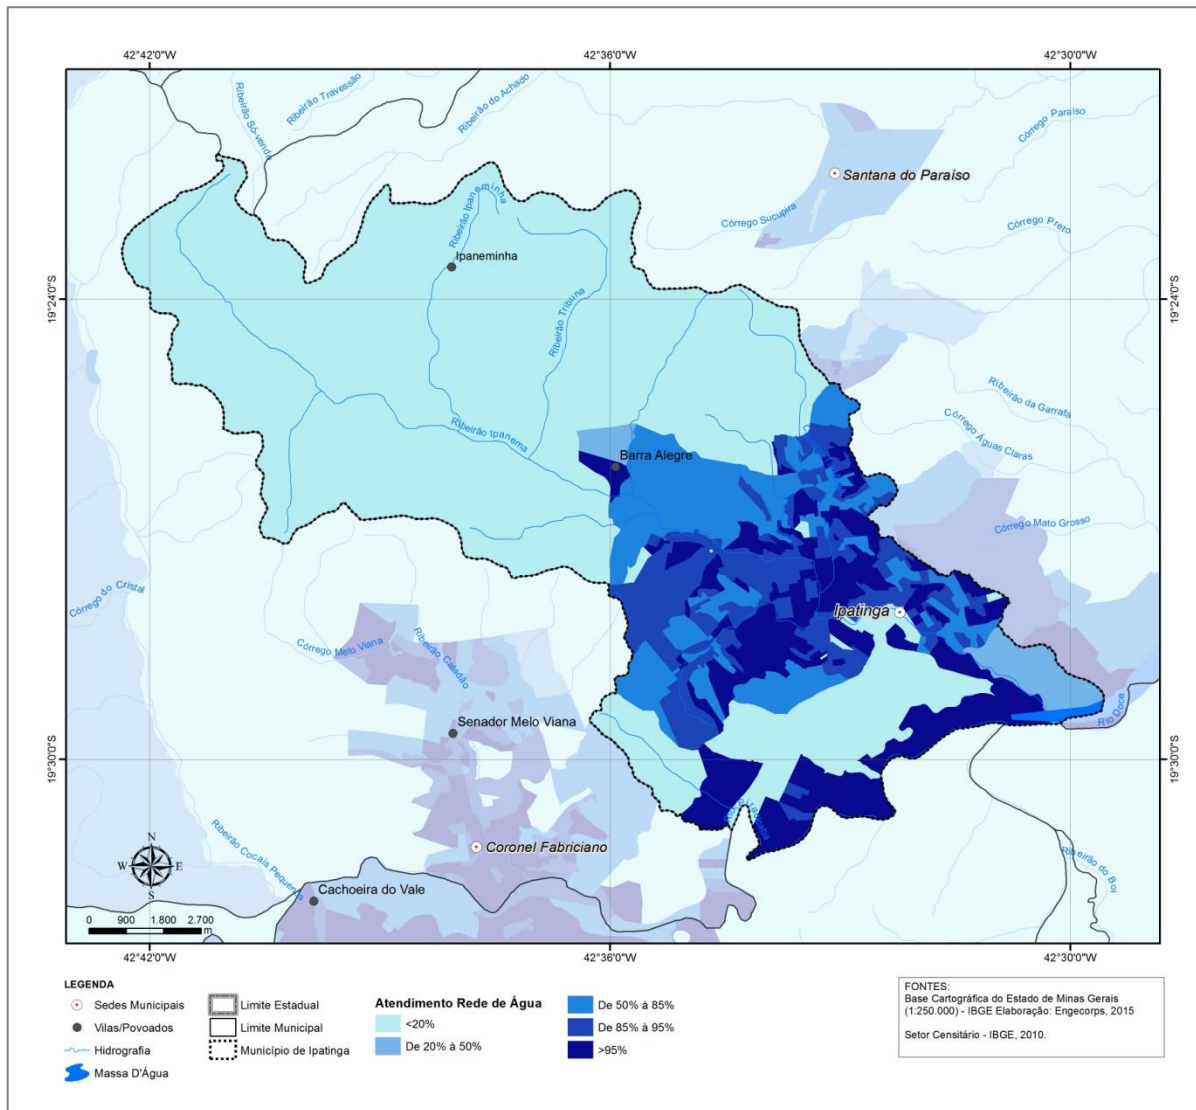 42°42'0"W
42°36'0"W
42°30'0"W
Ribeirão Só-vendo
Ribeirão Travessão
Ribeirão do Achado
Córrego Paraíso
Santana do Paraíso
Ribeirão Ipaneminha
Córrego Sucupira
Córrego Preto
Ipaneminha
19°24'0"S
19°24'0"S
Ribeirão Tribuna
Ribeirão da Garrafa
Ribeirão Ipanema
Córrego Águas Claras
Barra Alegre
Córrego Mato Grosso
Córrego do Cristal
Ipatinga
Córrego Melo Viana
Ribeirão Caladão
Rio Doce
Senador Melo Viana
19°30'0"S
19°30'0"S
Coronel Fabriciano
Ribeirão do Boi
Ribeirão Cocais Pequenos
Cachoeira do Vale
N
W
E
S
0 900 1.800 2.700
m
42°42'0"W
42°36'0"W
42°30'0"W
LEGENDA
Sedes Municipais
Vilas/Povoados
Hidrografia
Massa D'Água
Limite Estadual
Limite Municipal
Município de Ipatinga
Atendimento Rede de Água
<20%
De 20% à 50%
De 50% à 85%
De 85% à 95%
>95%
FONTES:
Base Cartográfica do Estado de Minas Gerais
(1:250.000) - IBGE Elaboração: Engecorps, 2015
Setor Censitário - IBGE, 2010.